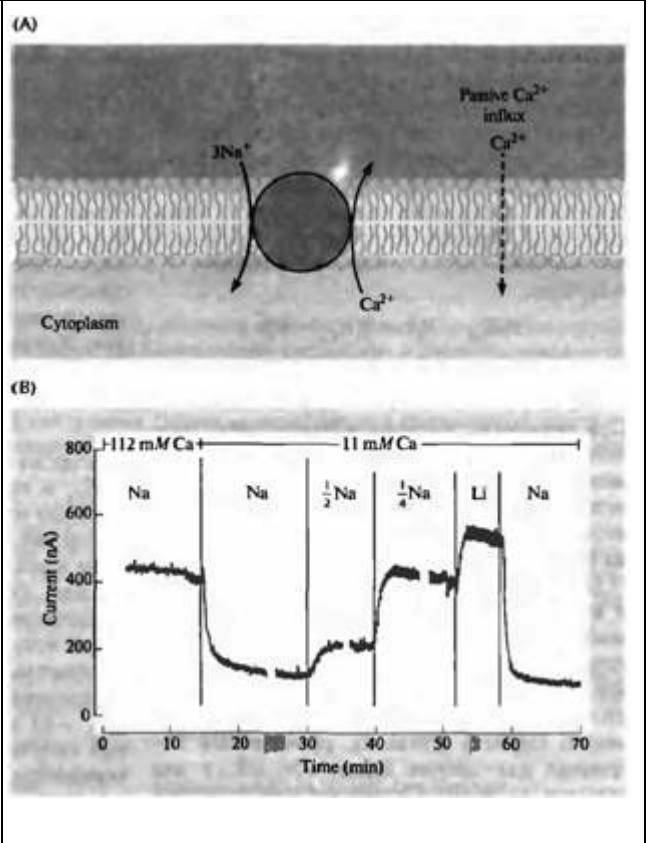 (A)
Passive Ca²⁺
influx
Ca²⁺
3Na⁺
Ca²⁺
Cytoplasm
(B)
112 mM Ca
11 mM Ca
800
600
400
200
0
Current (nA)
Na
Na
½ Na
¼ Na
Li
Na
0 10 20 30 40 50 60 70
Time (min)